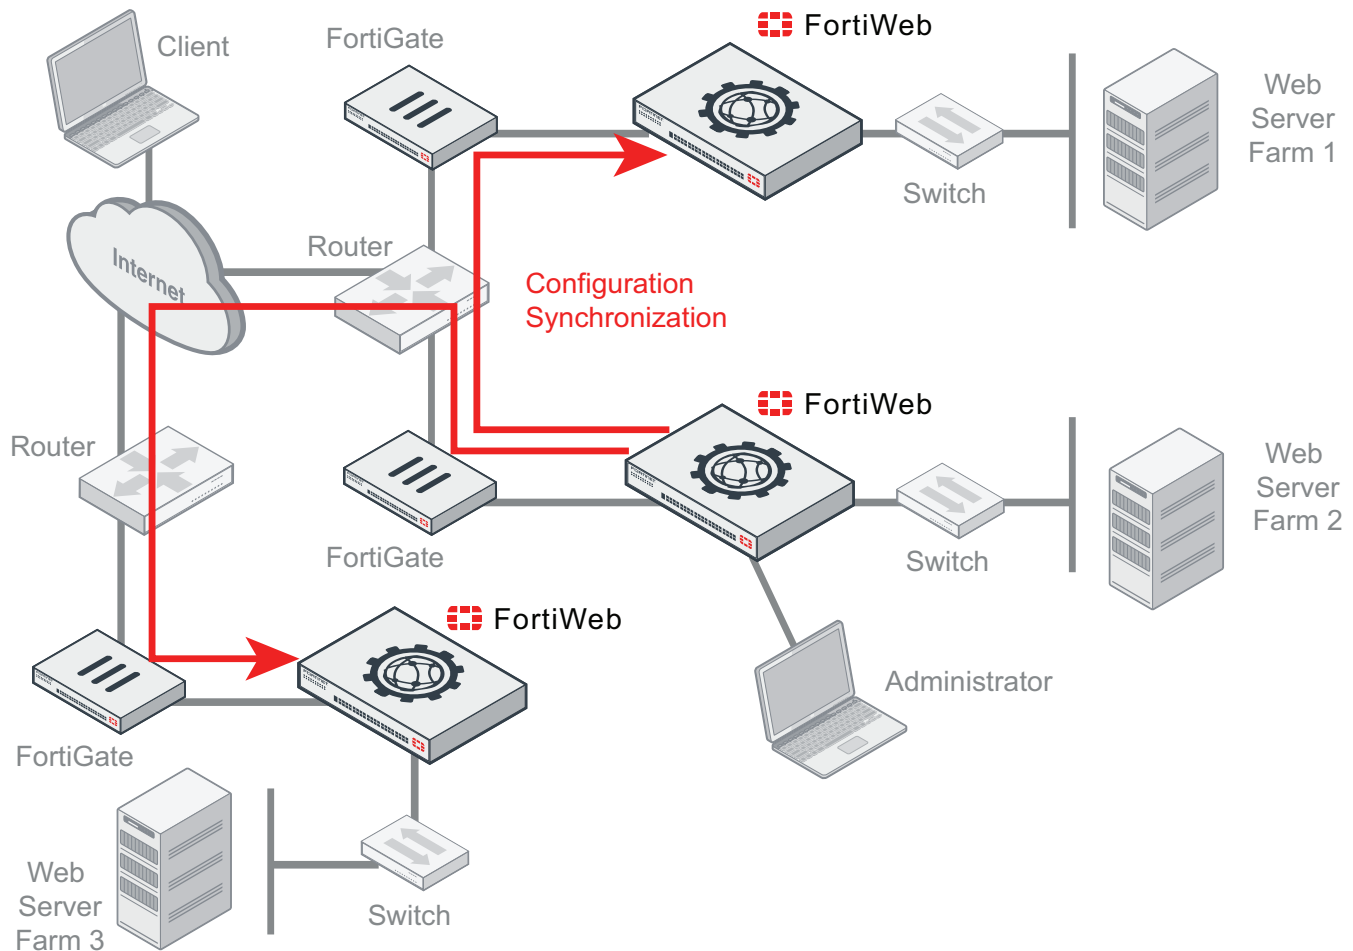 FortiWeb
FortiGate
Client
Web
Server
Farm 1
Switch
Router
Internet
Configuration
Synchronization
FortiWeb
Router
Web
Server
Farm 2
FortiGate
Switch
FortiWeb
Administrator
FortiGate
Web
Server
Farm 3
Switch